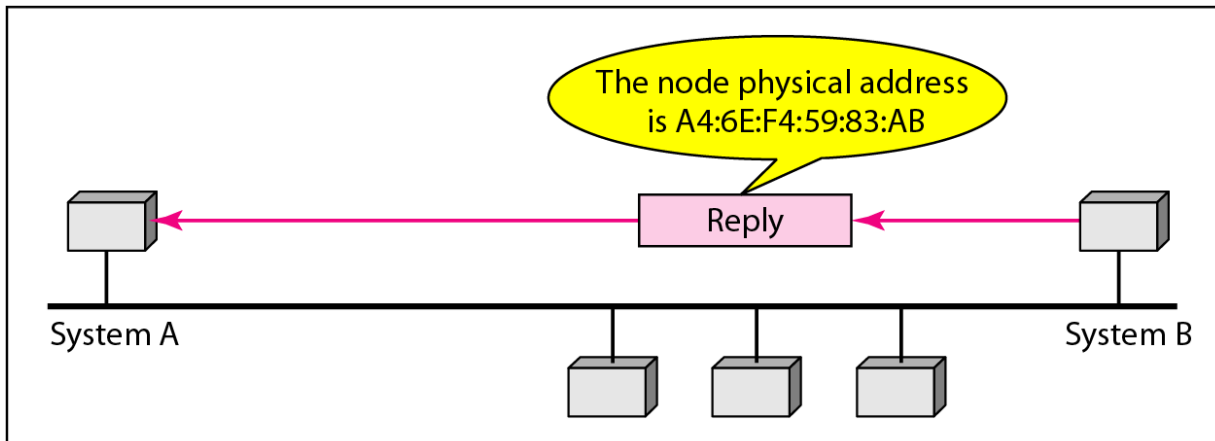 The node physical address
is A4:6E:F4:59:83:AB
Reply
System A
System B